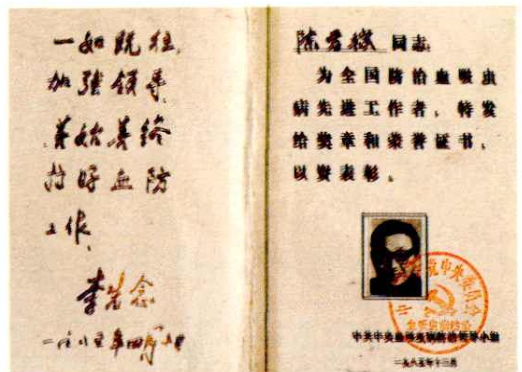 一如既往,
加强领导,
善始善终
搞好血防
工作。
李先念
一九八五年四月
陈 同志
为全国防治血吸虫
病先进工作者，特发
给奖章和荣誉证书，
以资表彰。
中共中央血吸虫病防治领导小组
一九八五年十二月